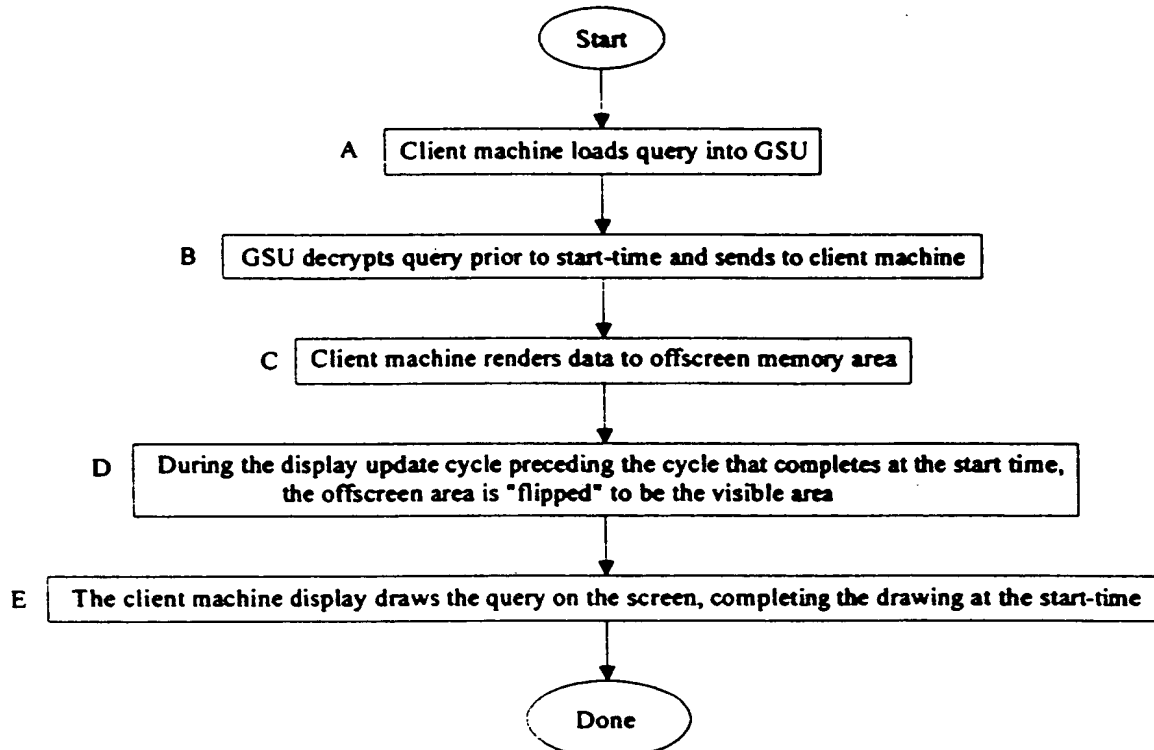 Start
A Client machine loads query into GSU
B GSU decrypts query prior to start-time and sends to client machine
C Client machine renders data to offscreen memory area
D During the display update cycle preceding the cycle that completes at the start time,
the offscreen area is "flipped" to be the visible area
E The client machine display draws the query on the screen, completing the drawing at the start-time
Done